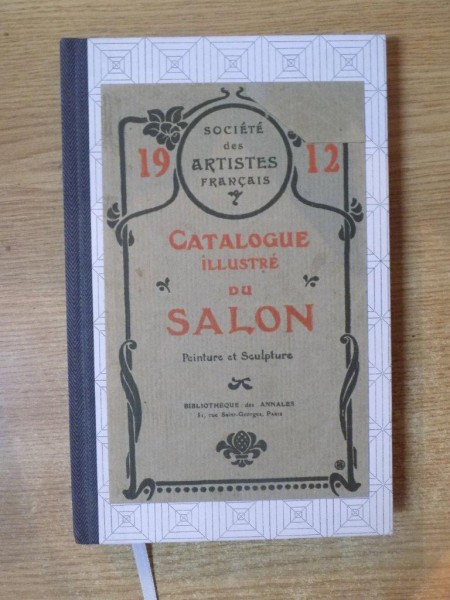 SOCIÉTÉ
des
19 ARTISTES 12
FRANÇAIS
CATALOGUE
ILLUSTRÉ
DU
SALON
Peinture et Sculpture
BIBLIOTHÈQUE des ANNALES
51, rue Saint-Georges, Paris